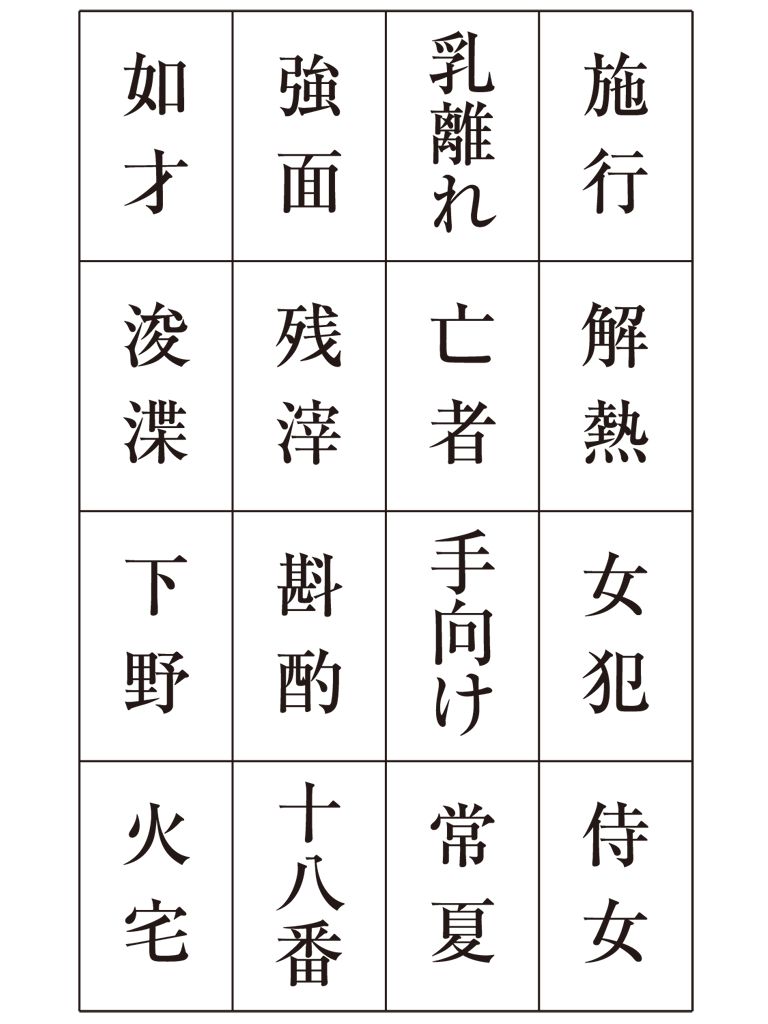 施行
乳離れ
強面
如才
解熱
亡者
残滓
浚渫
女犯
手向け
斟酌
下野
侍女
常夏
十八番
火宅